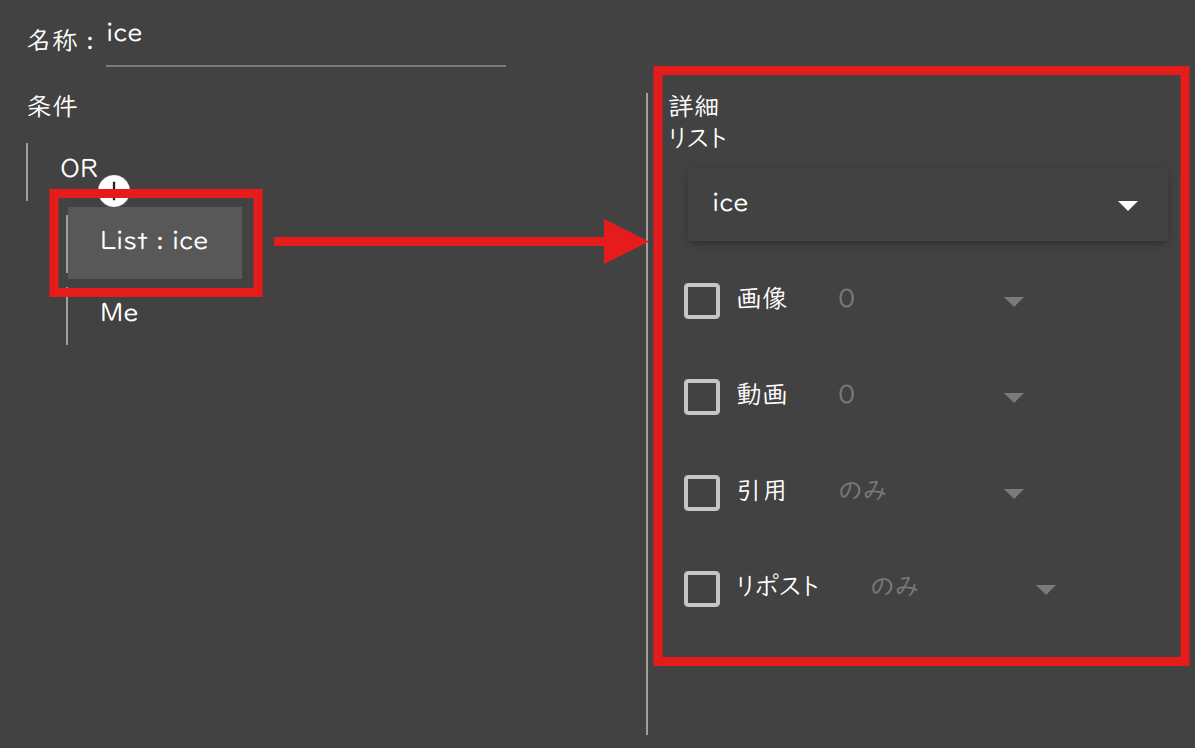 名称： ice
条件
OR
List : ice
Me
詳細
リスト
ice
画像 0
動画 0
引用 のみ
リポスト のみ